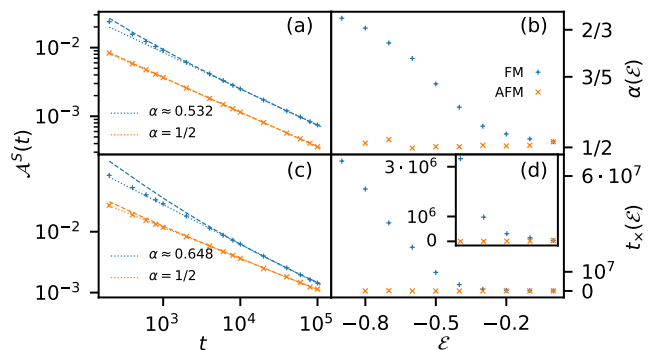 (a)
(b)
10⁻²
10⁻³
α ≈ 0.532
α = 1/2
FM
AFM
2/3
3/5
1/2
α(ℰ)
𝒜ˢ(t)
(c)
(d)
10⁻²
10⁻³
α ≈ 0.648
α = 1/2
3 · 10⁶
10⁶
0
6 · 10⁷
10⁷
0
t×(ℰ)
10³
10⁴
10⁵
t
−0.8
−0.5
−0.2
ℰ